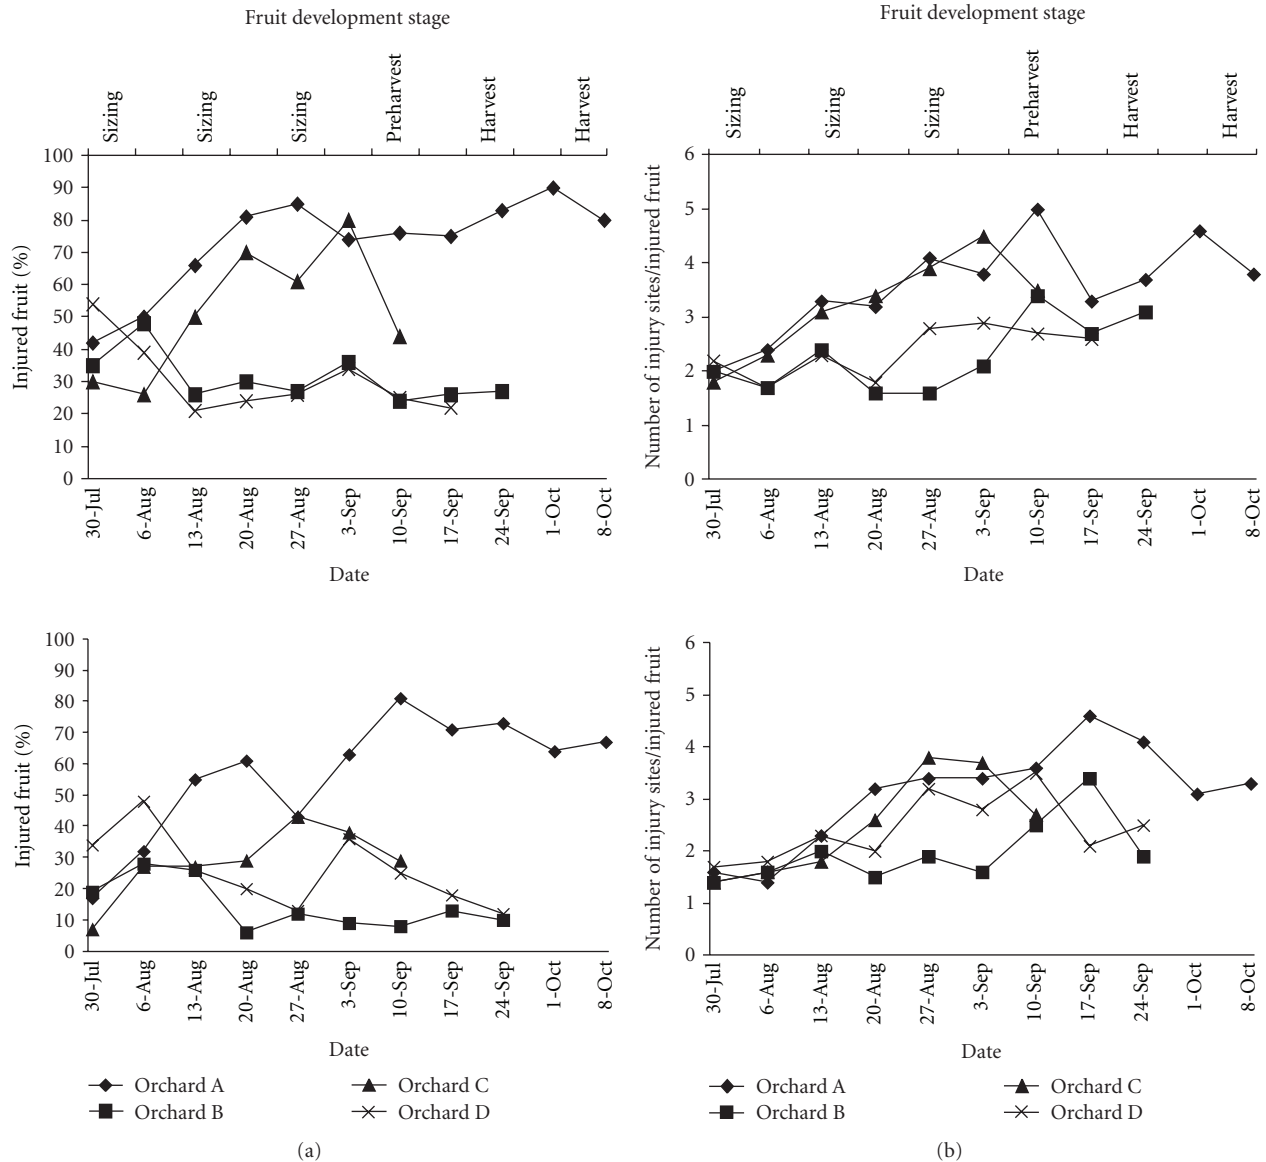 Fruit development stage
Sizing
Sizing
Sizing
Preharvest
Harvest
Harvest
Injured fruit (%)
100
90
80
70
60
50
40
30
20
10
0
30-Jul
6-Aug
13-Aug
20-Aug
27-Aug
3-Sep
10-Sep
17-Sep
24-Sep
1-Oct
8-Oct
Date
Fruit development stage
Sizing
Sizing
Sizing
Preharvest
Harvest
Harvest
Number of injury sites/injured fruit
6
5
4
3
2
1
0
30-Jul
6-Aug
13-Aug
20-Aug
27-Aug
3-Sep
10-Sep
17-Sep
24-Sep
1-Oct
8-Oct
Date
Injured fruit (%)
100
90
80
70
60
50
40
30
20
10
0
30-Jul
6-Aug
13-Aug
20-Aug
27-Aug
3-Sep
10-Sep
17-Sep
24-Sep
1-Oct
8-Oct
Date
Orchard A
Orchard B
Orchard C
Orchard D
(a)
Number of injury sites/injured fruit
6
5
4
3
2
1
0
30-Jul
6-Aug
13-Aug
20-Aug
27-Aug
3-Sep
10-Sep
17-Sep
24-Sep
1-Oct
8-Oct
Date
Orchard A
Orchard B
Orchard C
Orchard D
(b)